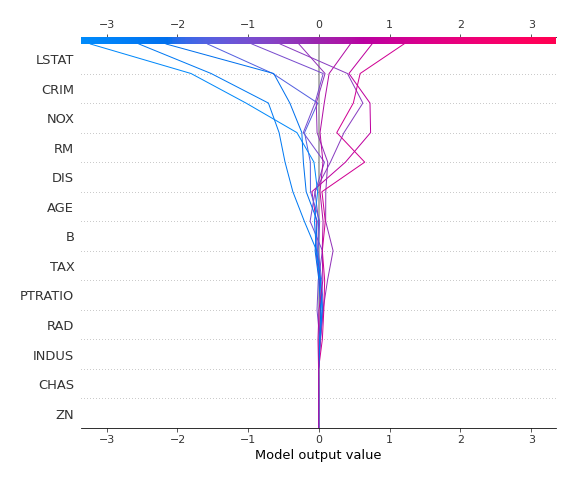 −3 −2 −1 0 1 2 3
LSTAT
CRIM
NOX
RM
DIS
AGE
B
TAX
PTRATIO
RAD
INDUS
CHAS
ZN
−3 −2 −1 0 1 2 3
Model output value